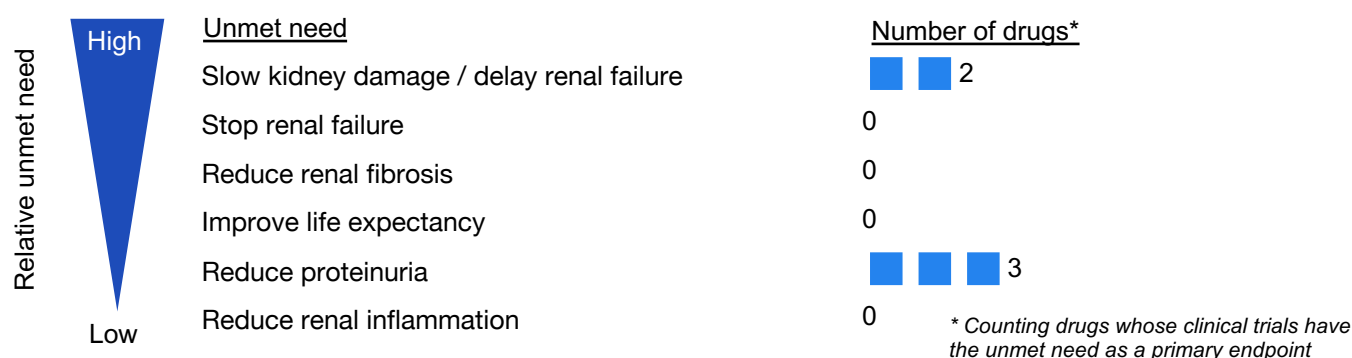 Relative unmet need
High
Low
Unmet need
Number of drugs*
Slow kidney damage / delay renal failure
2
Stop renal failure
0
Reduce renal fibrosis
0
Improve life expectancy
0
Reduce proteinuria
3
Reduce renal inflammation
0
* Counting drugs whose clinical trials have
the unmet need as a primary endpoint